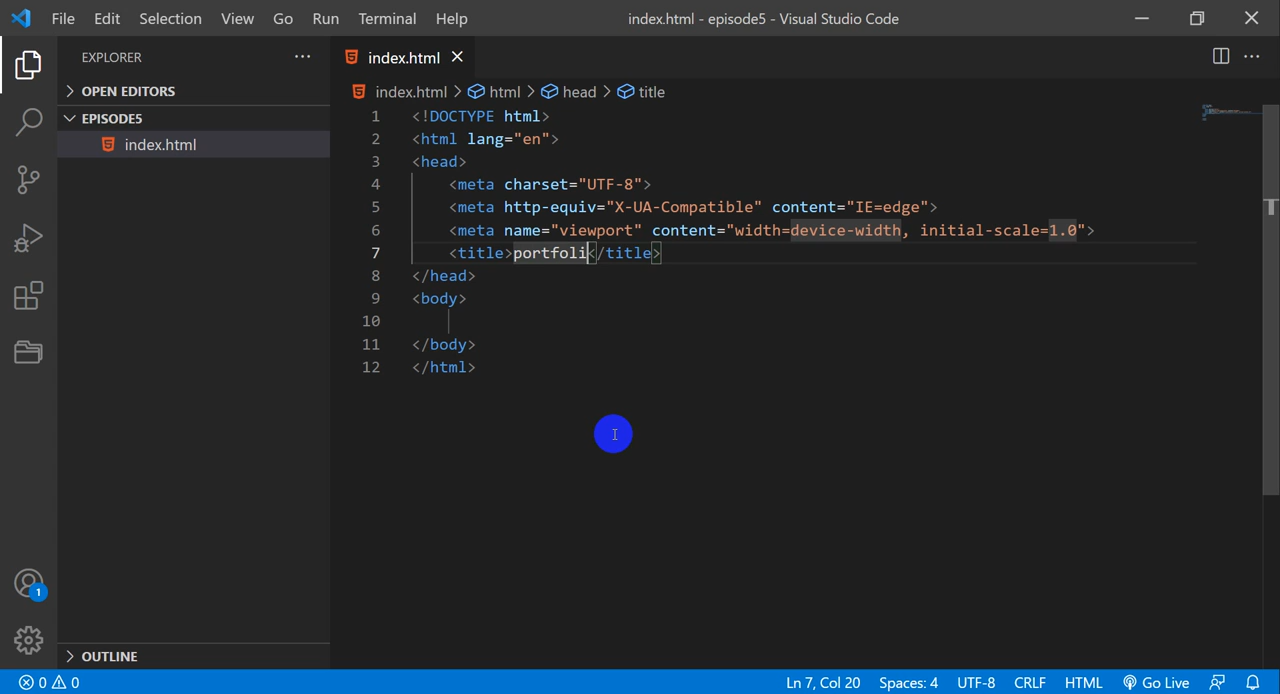 File Edit Selection View Go Run Terminal Help index.html - episode5 - Visual Studio Code
EXPLORER
OPEN EDITORS
EPISODE5
index.html
index.html
index.html > html > head > title
1 <!DOCTYPE html>
2 <html lang="en">
3 <head>
4 <meta charset="UTF-8">
5 <meta http-equiv="X-UA-Compatible" content="IE=edge">
6 <meta name="viewport" content="width=device-width, initial-scale=1.0">
7 <title>portfoli</title>
8 </head>
9 <body>
10
11 </body>
12 </html>
1
OUTLINE
0 0 Ln 7, Col 20 Spaces: 4 UTF-8 CRLF HTML Go Live